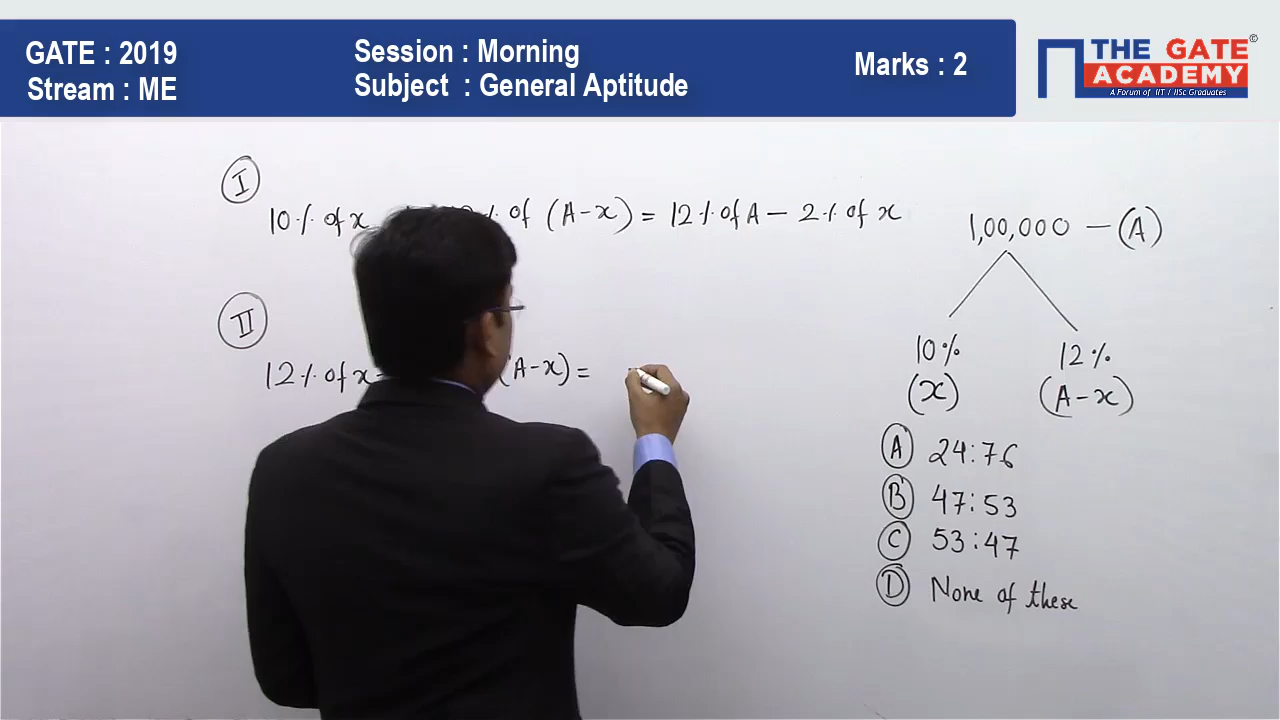 GATE : 2019
Stream : ME
Session : Morning
Subject : General Aptitude
Marks : 2
THE GATE
ACADEMY
©
A Forum of IIT / IISc Graduates
I
10% of x % of (A-x) = 12% of A - 2% of x
II
12% of x (A-x) =
1,00,000 - (A)
10% 12%
(x) (A-x)
(A) 24:76
(B) 47:53
(C) 53:47
(D) None of these